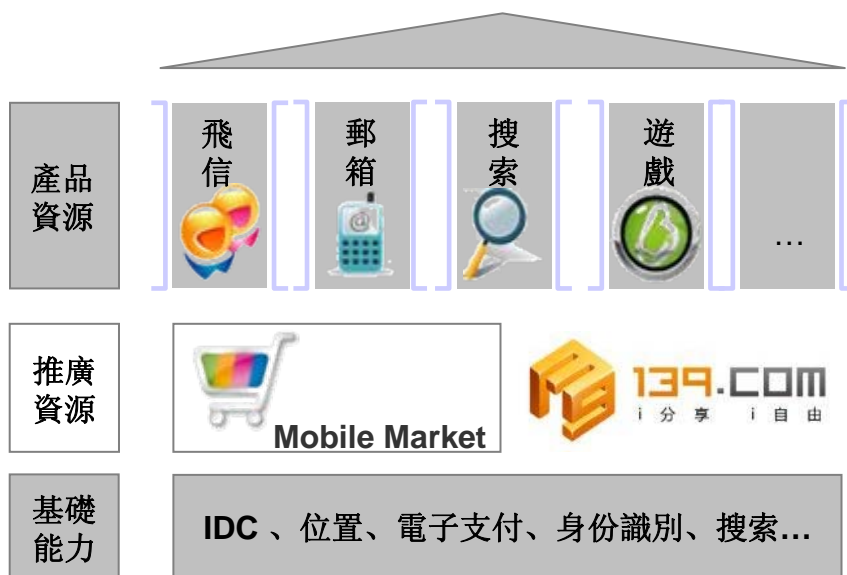 產品
資源
飛
信
郵
箱
搜
索
遊
戲
…
@
推廣
資源
Mobile Market
139.com
i 分 享 i 自 由
基礎
能力
IDC 、位置、電子支付、身份識別、搜索…